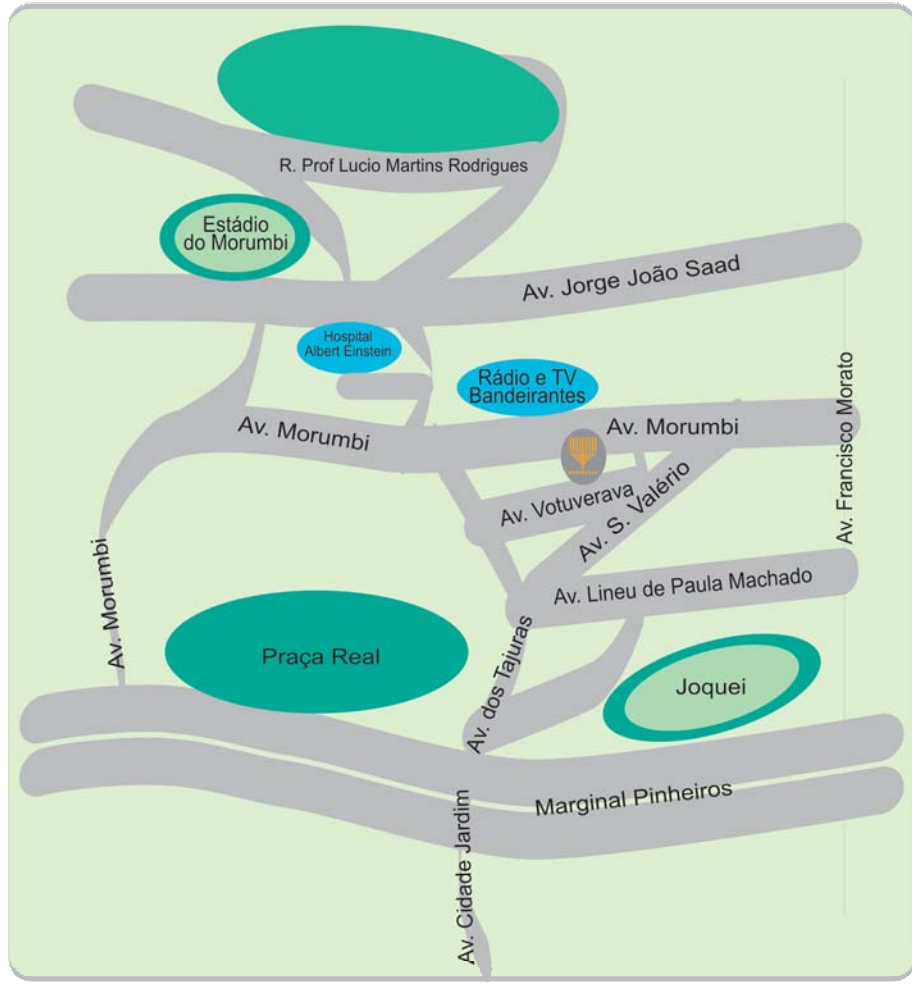 R. Prof Lucio Martins Rodrigues
Estádio
do Morumbi
Av. Jorge João Saad
Hospital
Albert Einstein
Rádio e TV
Bandeirantes
Av. Morumbi
Av. Morumbi
Av. Francisco Morato
Av. Votuverava
Av. S. Valério
Av. Lineu de Paula Machado
Av. Morumbi
Praça Real
Av. dos Tajuras
Joquei
Marginal Pinheiros
Av. Cidade Jardim